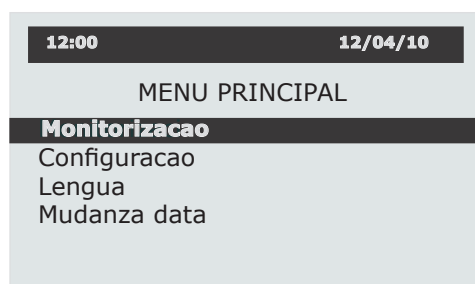 12:00 12/04/10
MENU PRINCIPAL
Monitorizacao
Configuracao
Lengua
Mudanza data